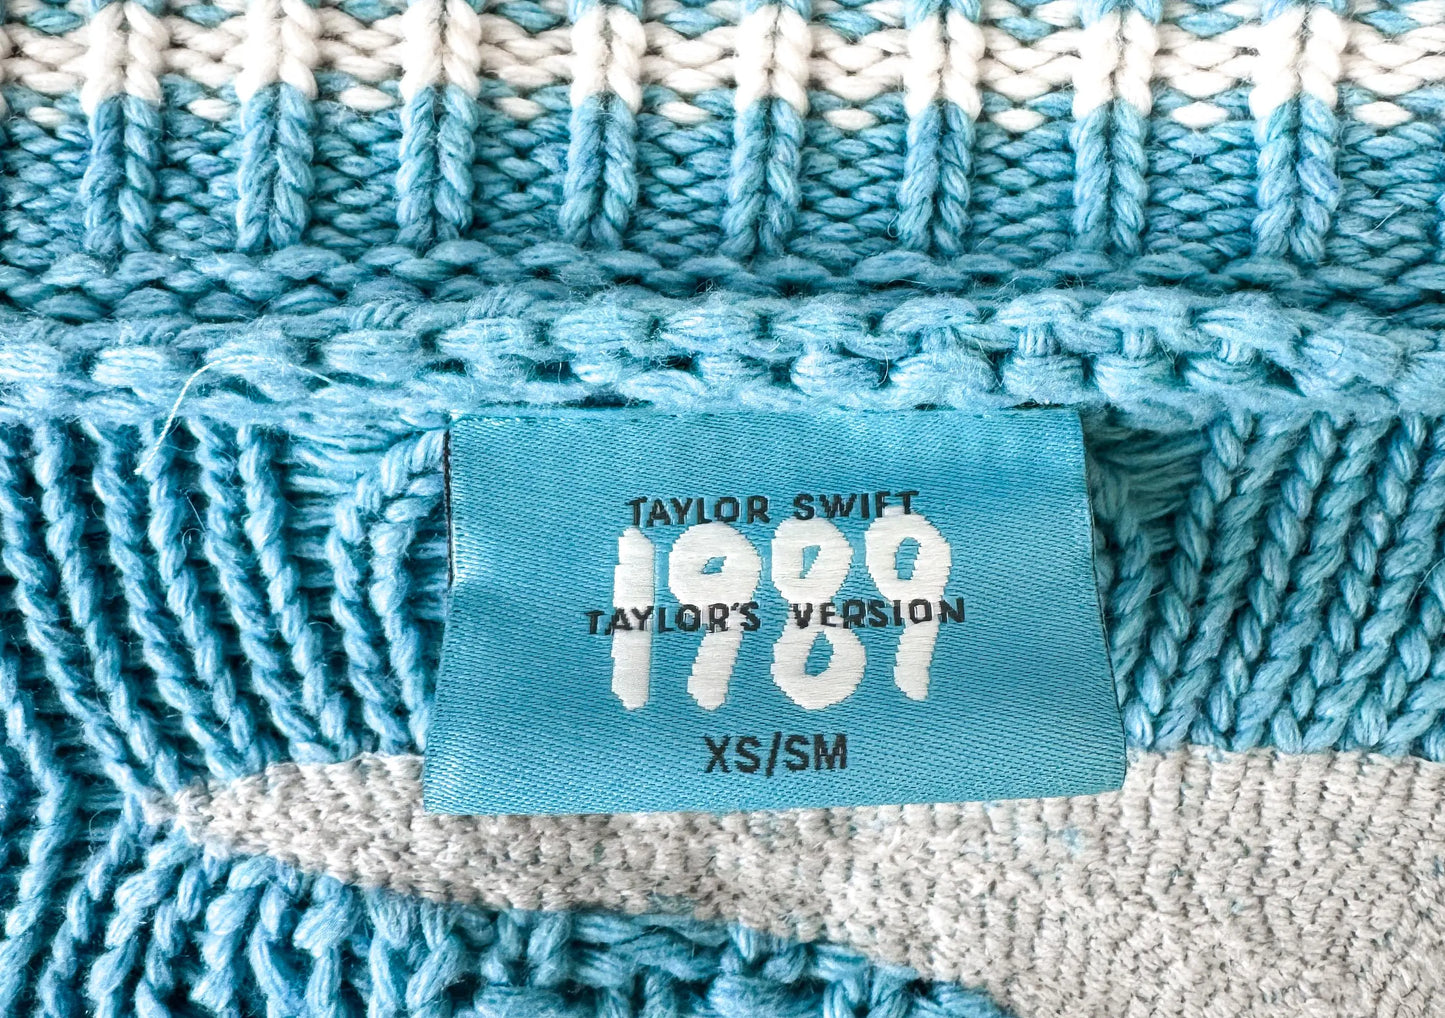 TAYLOR SWIFT
1989
TAYLOR'S VERSION
XS/SM